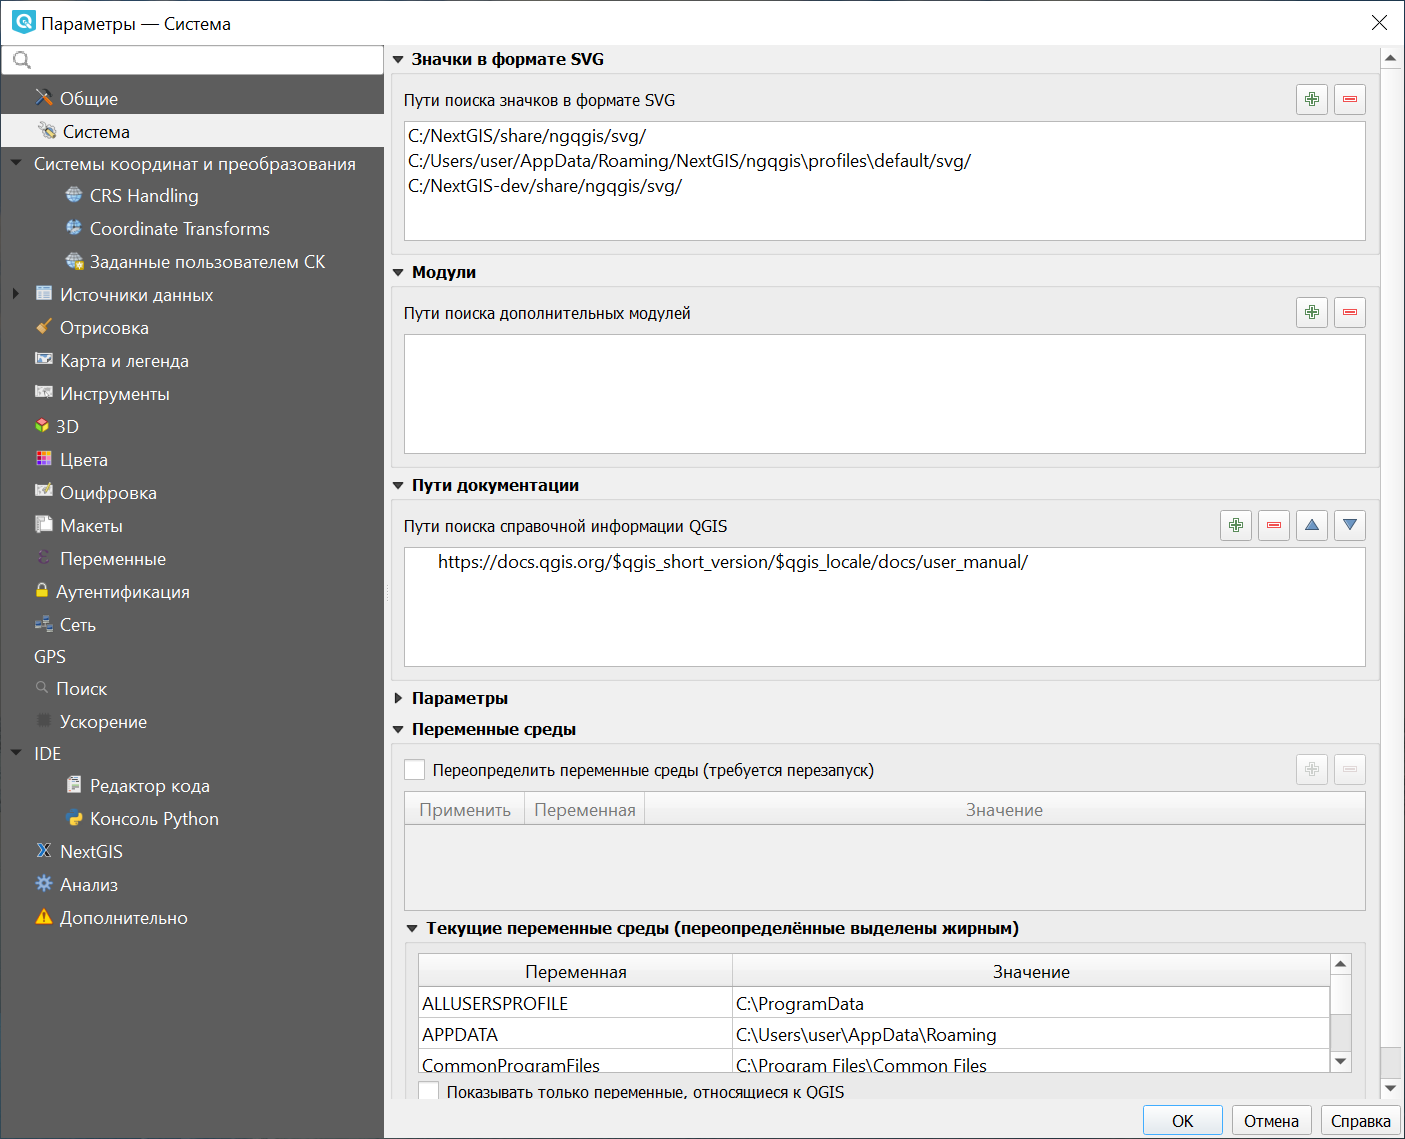 Параметры — Система
Общие
Система
Системы координат и преобразования
CRS Handling
Coordinate Transforms
Заданные пользователем СК
Источники данных
Отрисовка
Карта и легенда
Инструменты
3D
Цвета
Оцифровка
Макеты
Переменные
Аутентификация
Сеть
GPS
Поиск
Ускорение
IDE
Редактор кода
Консоль Python
NextGIS
Анализ
Дополнительно
Значки в формате SVG
Пути поиска значков в формате SVG
C:/NextGIS/share/ngqgis/svg/
C:/Users/user/AppData/Roaming/NextGIS/ngqgis\profiles\default/svg/
C:/NextGIS-dev/share/ngqgis/svg/
Модули
Пути поиска дополнительных модулей
Пути документации
Пути поиска справочной информации QGIS
https://docs.qgis.org/$qgis_short_version/$qgis_locale/docs/user_manual/
Параметры
Переменные среды
Переопределить переменные среды (требуется перезапуск)
Применить Переменная Значение
Текущие переменные среды (переопределённые выделены жирным)
Переменная Значение
ALLUSERSPROFILE C:\ProgramData
APPDATA C:\Users\user\AppData\Roaming
CommonProgramFiles C:\Program Files\Common Files
Показывать только переменные, относящиеся к QGIS
OK Отмена Справка